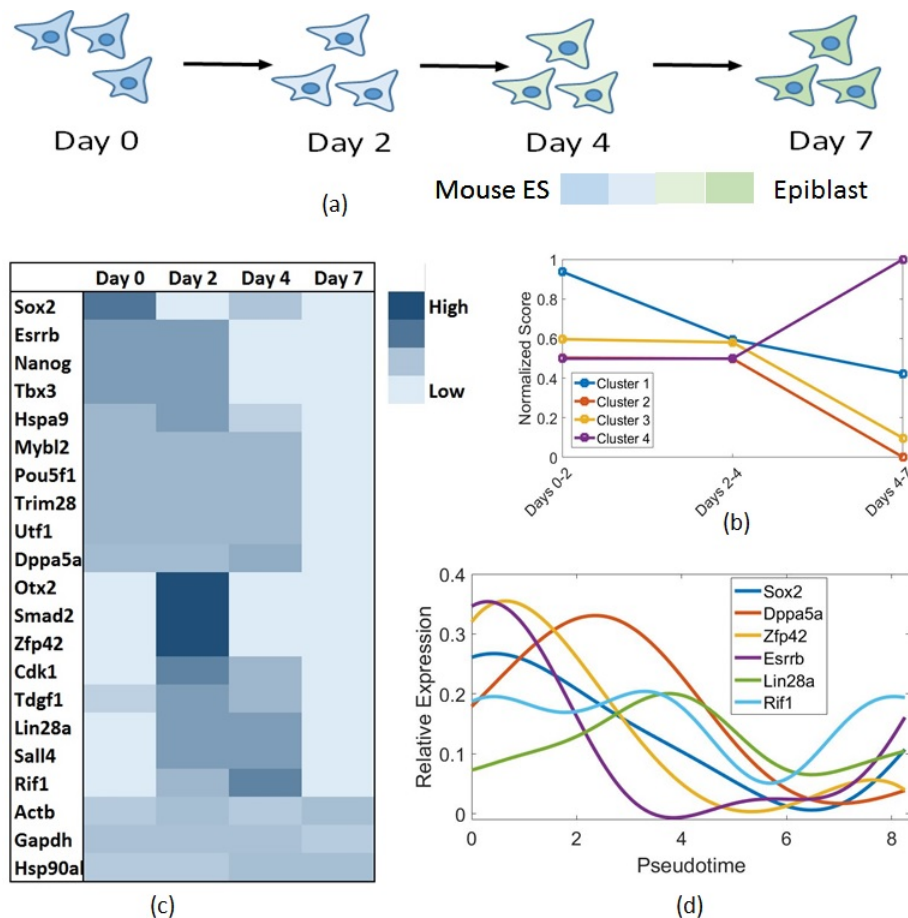 Day 0
Day 2
Day 4
Day 7
Mouse ES
Epiblast
(a)
Day 0 Day 2 Day 4 Day 7
Sox2
Esrrb
Nanog
Tbx3
Hspa9
Mybl2
Pou5f1
Trim28
Utf1
Dppa5a
Otx2
Smad2
Zfp42
Cdk1
Tdgf1
Lin28a
Sall4
Rif1
Actb
Gapdh
Hsp90al
High
Low
(c)
Normalized Score
1
0.8
0.6
0.4
0.2
0
Cluster 1
Cluster 2
Cluster 3
Cluster 4
Days 0-2
Days 2-4
Days 4-7
(b)
Relative Expression
0.4
0.3
0.2
0.1
0
Sox2
Dppa5a
Zfp42
Esrrb
Lin28a
Rif1
0 2 4 6 8
Pseudotime
(d)